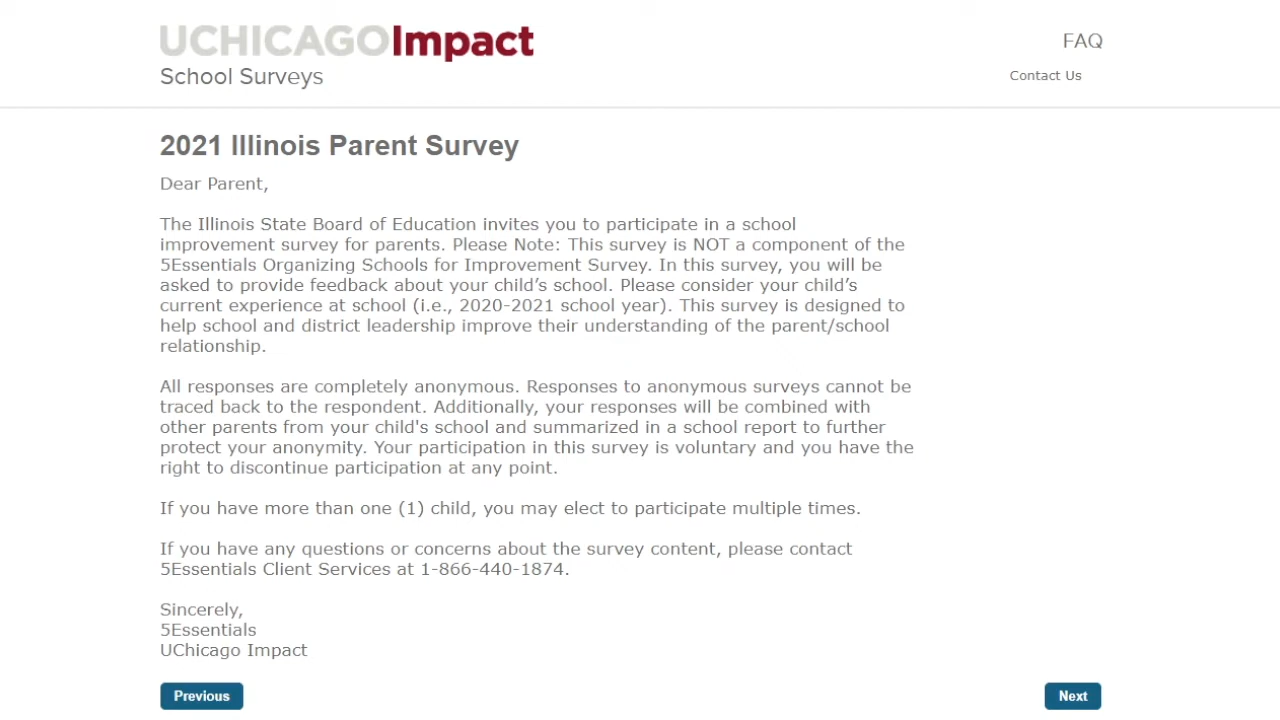 UCHICAGOImpact
School Surveys
FAQ
Contact Us
2021 Illinois Parent Survey
Dear Parent,
The Illinois State Board of Education invites you to participate in a school
improvement survey for parents. Please Note: This survey is NOT a component of the
5Essentials Organizing Schools for Improvement Survey. In this survey, you will be
asked to provide feedback about your child’s school. Please consider your child’s
current experience at school (i.e., 2020-2021 school year). This survey is designed to
help school and district leadership improve their understanding of the parent/school
relationship.
All responses are completely anonymous. Responses to anonymous surveys cannot be
traced back to the respondent. Additionally, your responses will be combined with
other parents from your child's school and summarized in a school report to further
protect your anonymity. Your participation in this survey is voluntary and you have the
right to discontinue participation at any point.
If you have more than one (1) child, you may elect to participate multiple times.
If you have any questions or concerns about the survey content, please contact
5Essentials Client Services at 1-866-440-1874.
Sincerely,
5Essentials
UChicago Impact
Previous
Next